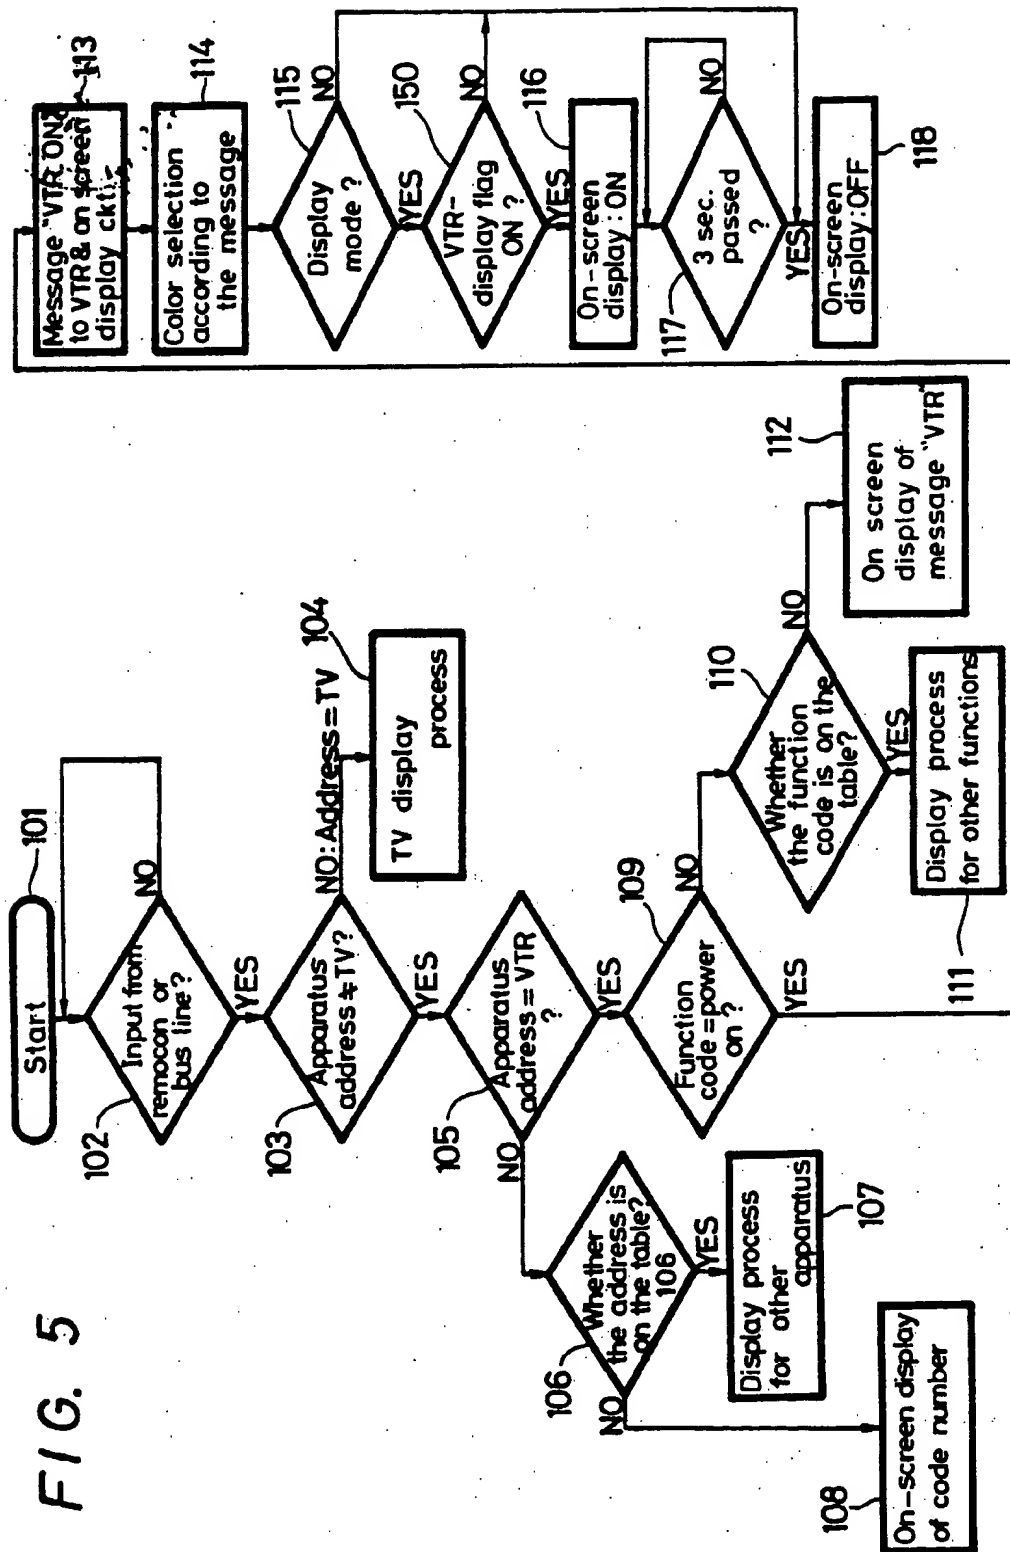 FIG. 5
Start
101
Input from
remocon or
bus line?
102
NO
YES
Apparatus
address ≠ TV?
103
NO: Address=TV
104
TV display
process
YES
Apparatus
address = VTR
?
105
NO
YES
Whether
the address is
on the table?
106
106
NO
YES
Display process
for other
apparatus
107
On-screen display
of code number
108
Function
code=power
on ?
109
NO
YES
Whether
the function
code is on the
table?
110
NO
YES
Display process
for other functions
111
On screen
display of
message "VTR"
112
Message "VTR ON"
to VTR & an screen
display ckt.
113
Color selection
according to
the message
114
Display
mode ?
115
NO
YES
VTR-
display flag
ON ?
150
NO
YES
On-screen
display : ON
116
3 sec.
passed
?
117
NO
YES
On-screen
display:OFF
118